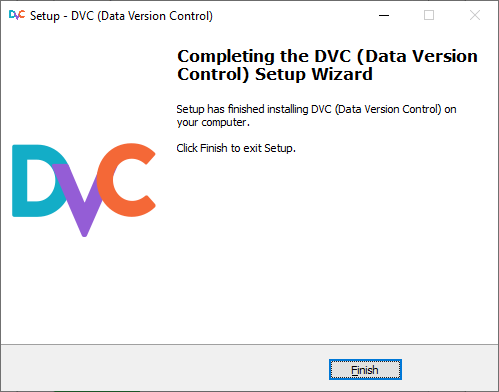 DVC Setup - DVC (Data Version Control)
Completing the DVC (Data Version
Control) Setup Wizard
Setup has finished installing DVC (Data Version Control) on
your computer.
Click Finish to exit Setup.
DVC
Finish